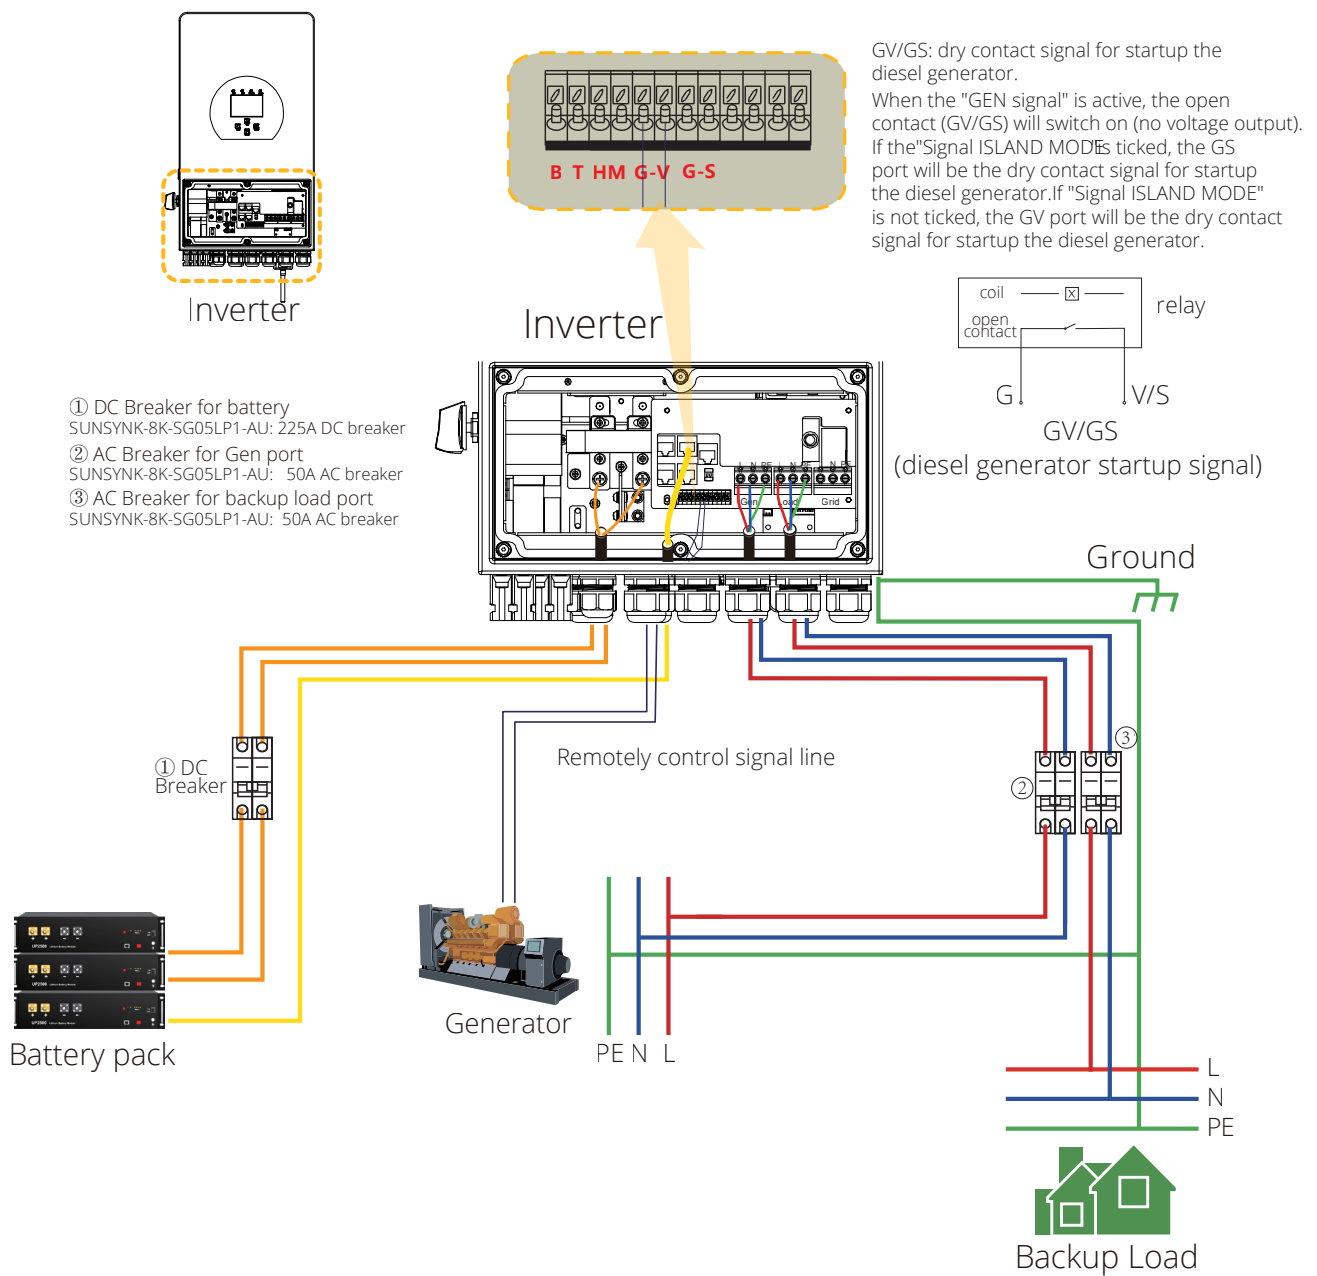 GV/GS: dry contact signal for startup the
diesel generator.
When the "GEN signal" is active, the open
contact (GV/GS) will switch on (no voltage output).
If the"Signal ISLAND MODE"is ticked, the GS
port will be the dry contact signal for startup
the diesel generator.If "Signal ISLAND MODE"
is not ticked, the GV port will be the dry contact
signal for startup the diesel generator.
B T HM G-V G-S
Inverter
Inverter
coil
open
contact
relay
G
V/S
GV/GS
(diesel generator startup signal)
① DC Breaker for battery
SUNSYNK-8K-SG05LP1-AU: 225A DC breaker
② AC Breaker for Gen port
SUNSYNK-8K-SG05LP1-AU: 50A AC breaker
③ AC Breaker for backup load port
SUNSYNK-8K-SG05LP1-AU: 50A AC breaker
L N PE L N PE L N PE
Gen Load Grid
Ground
① DC
Breaker
Remotely control signal line
②
③
UP2500
UP2500
UP2500
Battery pack
Generator
PE N L
L
N
PE
Backup Load